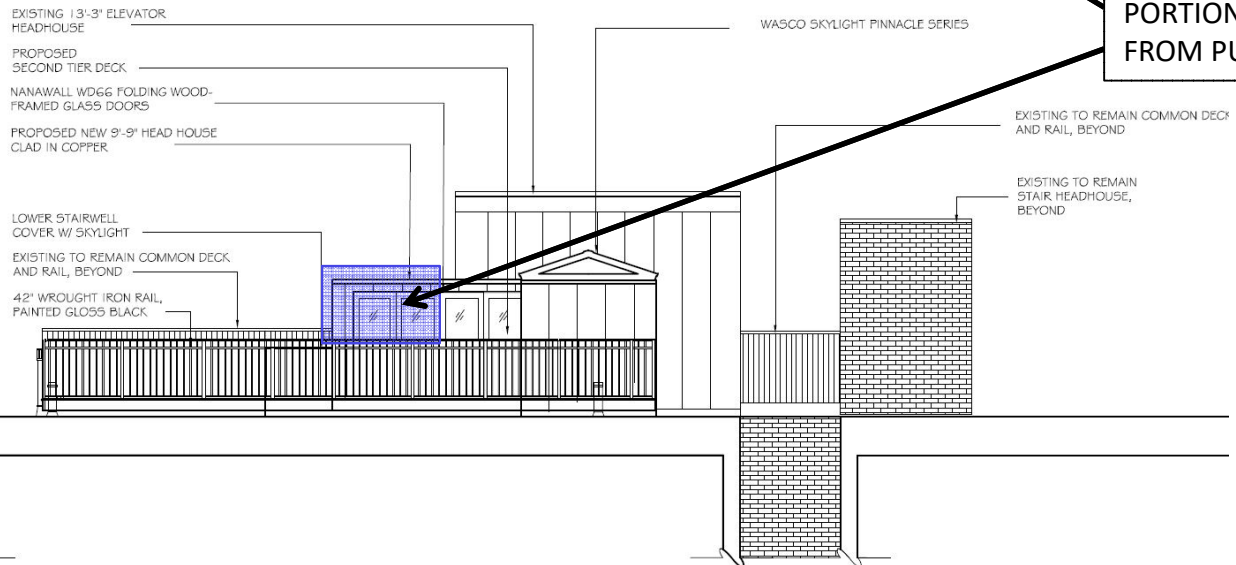 EXISTING 13'-3" ELEVATOR
HEADHOUSE
PROPOSED
SECOND TIER DECK
NANAWALL WD66 FOLDING WOOD-
FRAMED GLASS DOORS
PROPOSED NEW 9'-9" HEAD HOUSE
CLAD IN COPPER
LOWER STAIRWELL
COVER W/ SKYLIGHT
EXISTING TO REMAIN COMMON DECK
AND RAIL, BEYOND
42" WROUGHT IRON RAIL,
PAINTED GLOSS BLACK
WASCO SKYLIGHT PINNACLE SERIES
PORTION
FROM PU
EXISTING TO REMAIN COMMON DECK
AND RAIL, BEYOND
EXISTING TO REMAIN
STAIR HEADHOUSE,
BEYOND